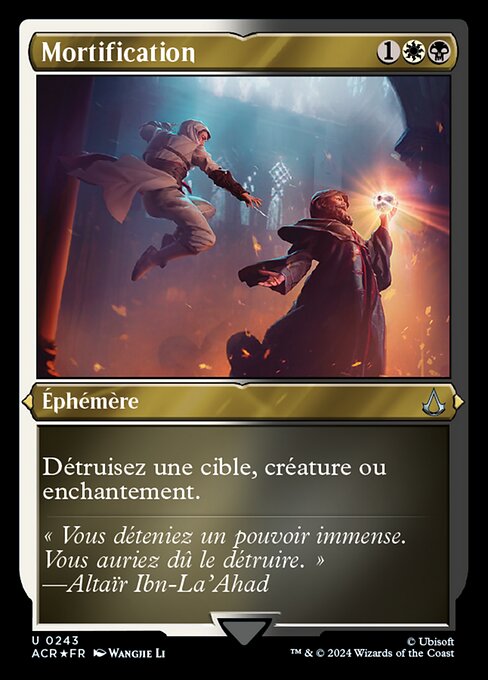 Mortification
1
Éphémère
Détruisez une cible, créature ou
enchantement.
« Vous déteniez un pouvoir immense.
Vous auriez dû le détruire. »
—Altaïr Ibn-La'Ahad
U 0243
ACR★FR Wangjie Li
© Ubisoft
™ & © 2024 Wizards of the Coast